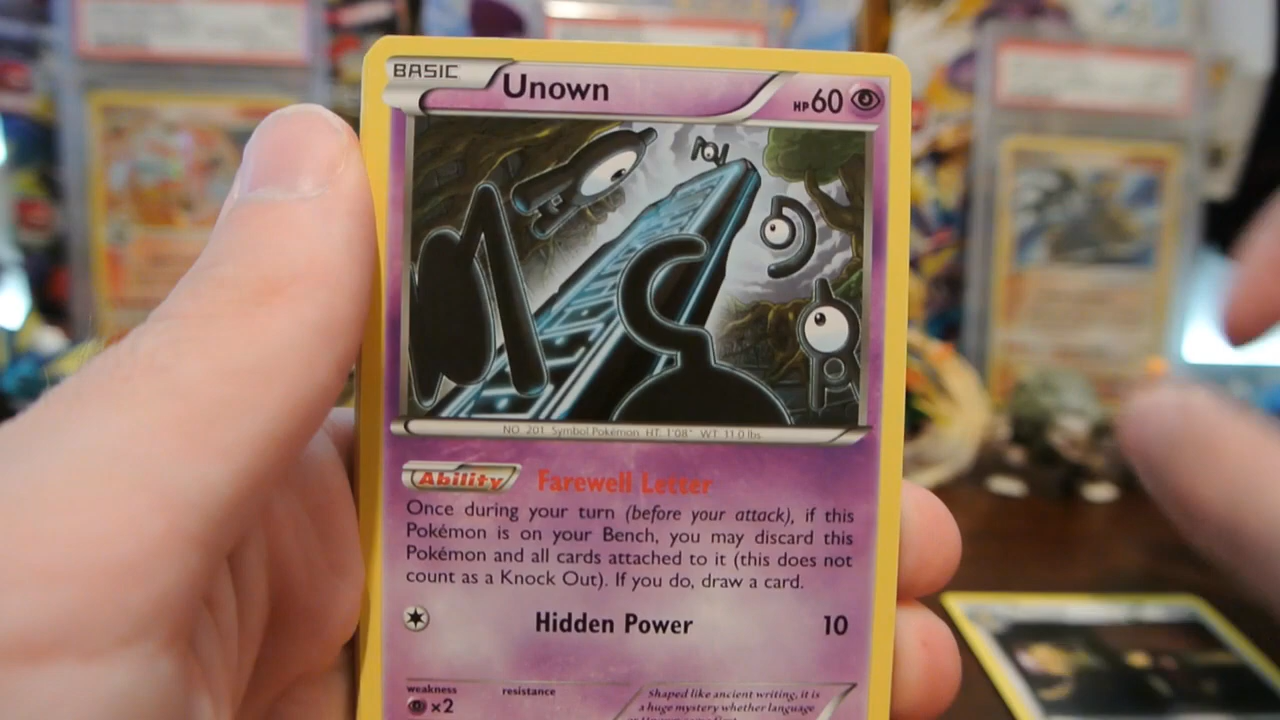 BASIC Unown HP60
NO. 201 Symbol Pokémon HT: 1'08" WT: 11.0 lbs.
Ability Farewell Letter
Once during your turn (before your attack), if this
Pokémon is on your Bench, you may discard this
Pokémon and all cards attached to it (this does not
count as a Knock Out). If you do, draw a card.
Hidden Power 10
weakness resistance
×2
Shaped like ancient writing, it is
a huge mystery whether language